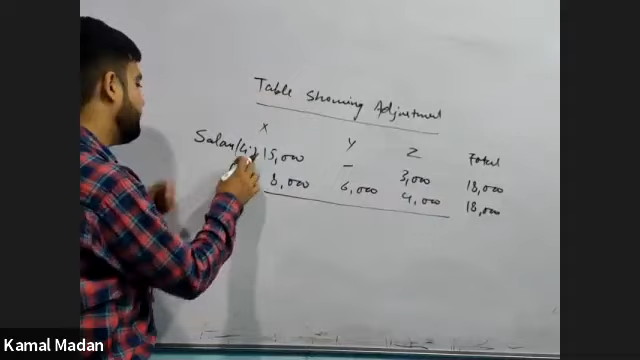 Table Showing Adjustment
X Y Z Total
Salary 15,000 — 3,000 18,000
8,000 6,000 4,000 18,000
Kamal Madan